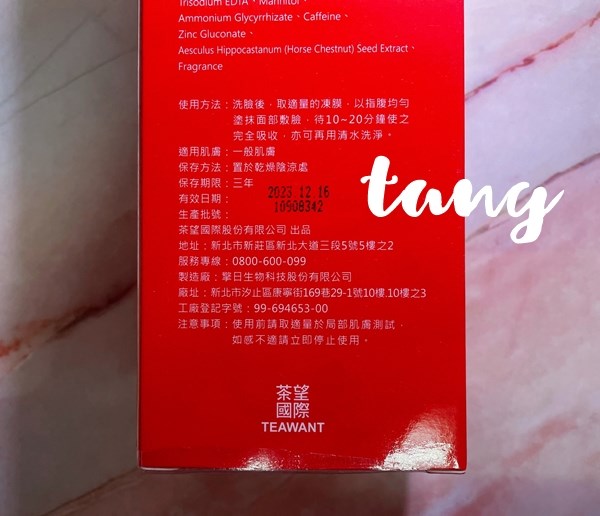 Trisodium EDTA、Mannitol、
Ammonium Glycyrrhizate、Caffeine、
Zinc Gluconate、
Aesculus Hippocastanum (Horse Chestnut) Seed Extract、
Fragrance
使用方法：洗臉後，取適量的凍膜，以指腹均勻
塗抹面部敷臉，待10~20分鐘使之
完全吸收，亦可再用清水洗淨。
適用肌膚：一般肌膚
保存方法：置於乾燥陰涼處
保存期限：三年
有效日期： 2023.12.16
生產批號： 10908342
茶望國際股份有限公司 出品
地址：新北市新莊區新北大道三段5號5樓之2
服務專線：0800-600-099
製造廠：擎日生物科技股份有限公司
廠址：新北市汐止區康寧街169巷29-1號10樓.10樓之3
工廠登記字號：99-694653-00
注意事項：使用前請取適量於局部肌膚測試，
如感不適請立即停止使用。
茶望
國際
TEAWANT
tang